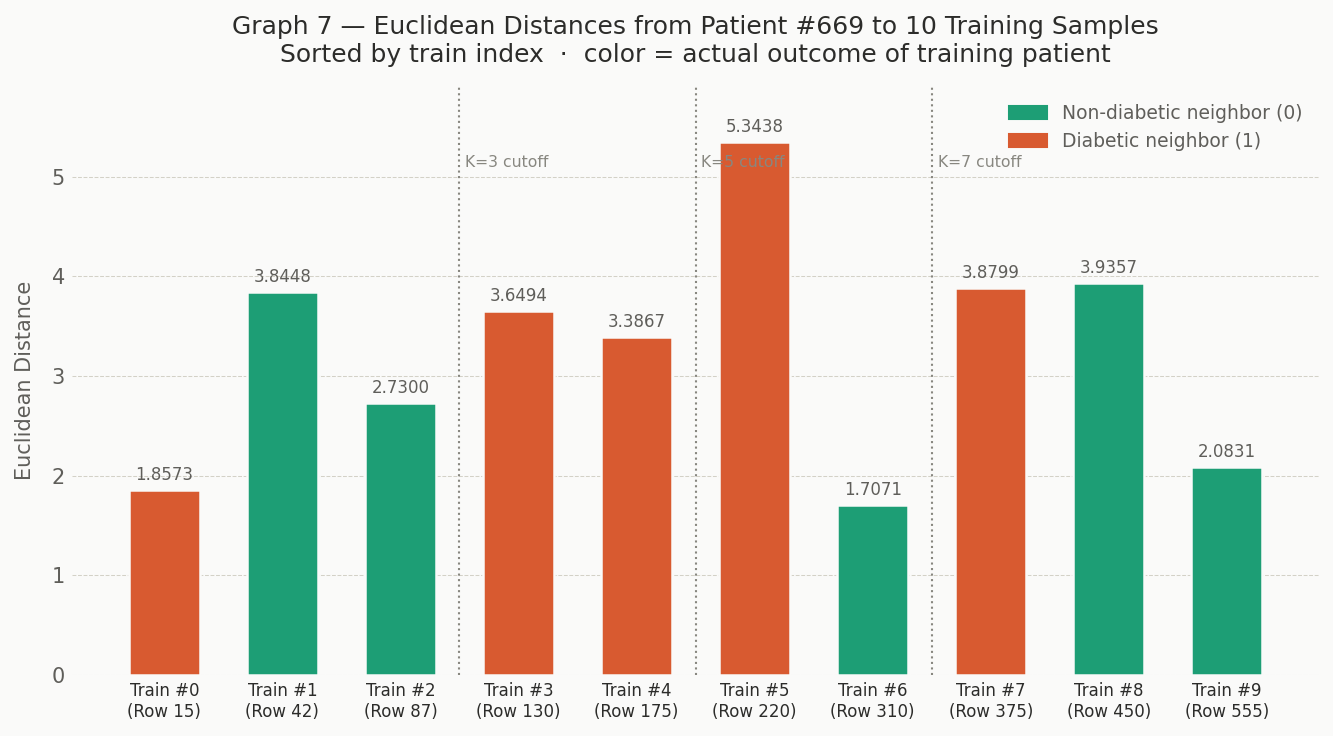 Graph 7 — Euclidean Distances from Patient #669 to 10 Training Samples
Sorted by train index · color = actual outcome of training patient
Non-diabetic neighbor (0)
Diabetic neighbor (1)
K=3 cutoff
K=5 cutoff
K=7 cutoff
Euclidean Distance
5
4
3
2
1
0
1.8573
3.8448
2.7300
3.6494
3.3867
5.3438
1.7071
3.8799
3.9357
2.0831
Train #0
(Row 15)
Train #1
(Row 42)
Train #2
(Row 87)
Train #3
(Row 130)
Train #4
(Row 175)
Train #5
(Row 220)
Train #6
(Row 310)
Train #7
(Row 375)
Train #8
(Row 450)
Train #9
(Row 555)